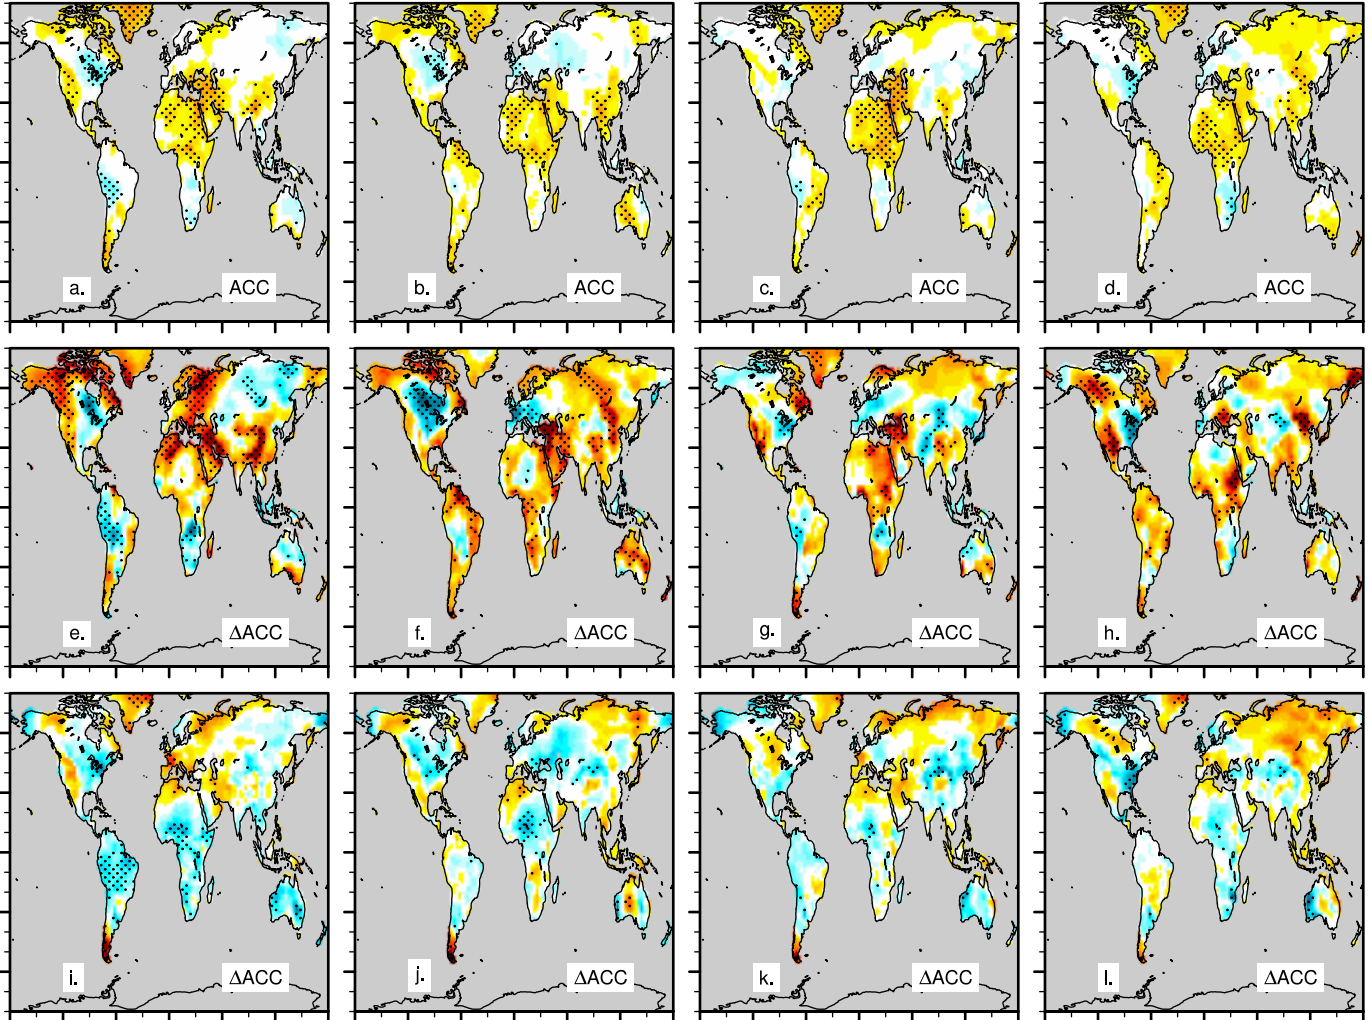 a. ACC b. ACC c. ACC d. ACC
e. ΔACC f. ΔACC g. ΔACC h. ΔACC
i. ΔACC j. ΔACC k. ΔACC l. ΔACC